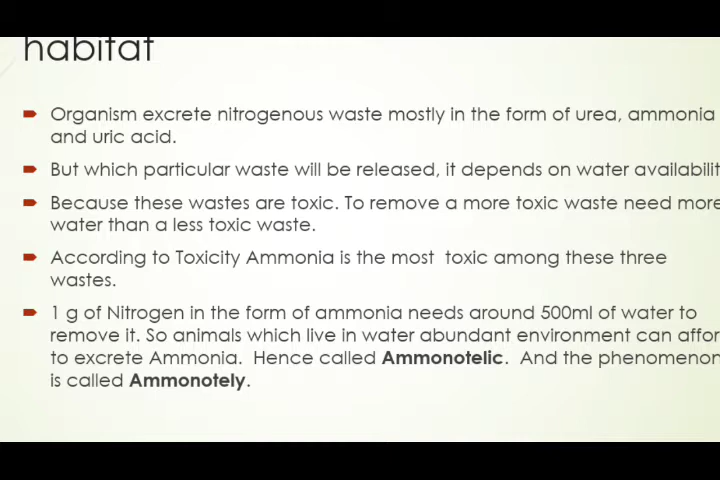 habitat
Organism excrete nitrogenous waste mostly in the form of urea, ammonia
and uric acid.
But which particular waste will be released, it depends on water availabilit
Because these wastes are toxic. To remove a more toxic waste need more
water than a less toxic waste.
According to Toxicity Ammonia is the most toxic among these three
wastes.
1 g of Nitrogen in the form of ammonia needs around 500ml of water to
remove it. So animals which live in water abundant environment can affor
to excrete Ammonia. Hence called Ammonotelic. And the phenomenon
is called Ammonotely.